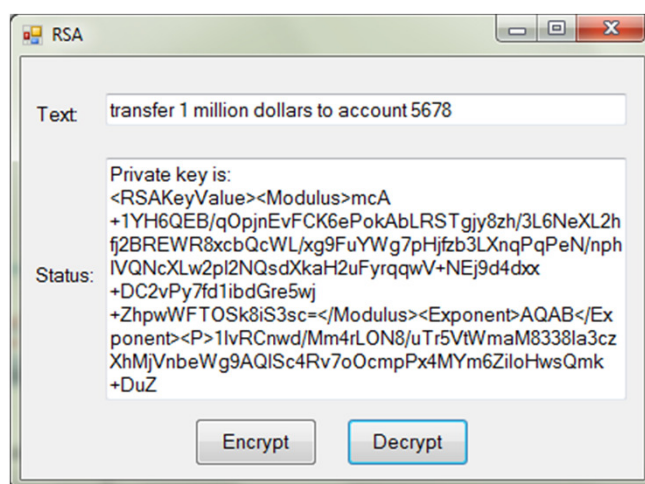 RSA
Text:
transfer 1 million dollars to account 5678
Status:
Private key is:
<RSAKeyValue><Modulus>mcA
+1YH6QEB/qOpjnEvFCK6ePokAbLRSTgjy8zh/3L6NeXL2h
fj2BREWR8xcbQcWL/xg9FuYWg7pHjfzb3LXnqPqPeN/nph
lVQNcXLw2pl2NQsdXkaH2uFyrqqwV+NEj9d4dxx
+DC2vPy7fd1ibdGre5wj
+ZhpwWFTOSk8iS3sc=</Modulus><Exponent>AQAB</Ex
ponent><P>1lvRCnwd/Mm4rLON8/uTr5VtWmaM8338la3cz
XhMjVnbeWg9AQlSc4Rv7oOcmpPx4MYm6ZiloHwsQmk
+DuZ
Encrypt
Decrypt